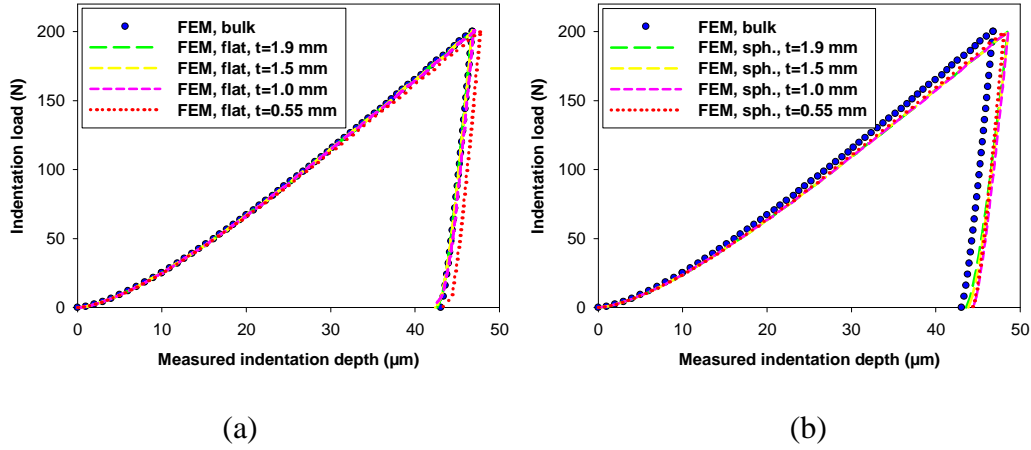 200
150
100
50
0
Indentation load (N)
FEM, bulk
FEM, flat, t=1.9 mm
FEM, flat, t=1.5 mm
FEM, flat, t=1.0 mm
FEM, flat, t=0.55 mm
0 10 20 30 40 50
Measured indentation depth (µm)
(a)
200
150
100
50
0
Indentation load (N)
FEM, bulk
FEM, sph., t=1.9 mm
FEM, sph., t=1.5 mm
FEM, sph., t=1.0 mm
FEM, sph., t=0.55 mm
0 10 20 30 40 50
Measured indentation depth (µm)
(b)